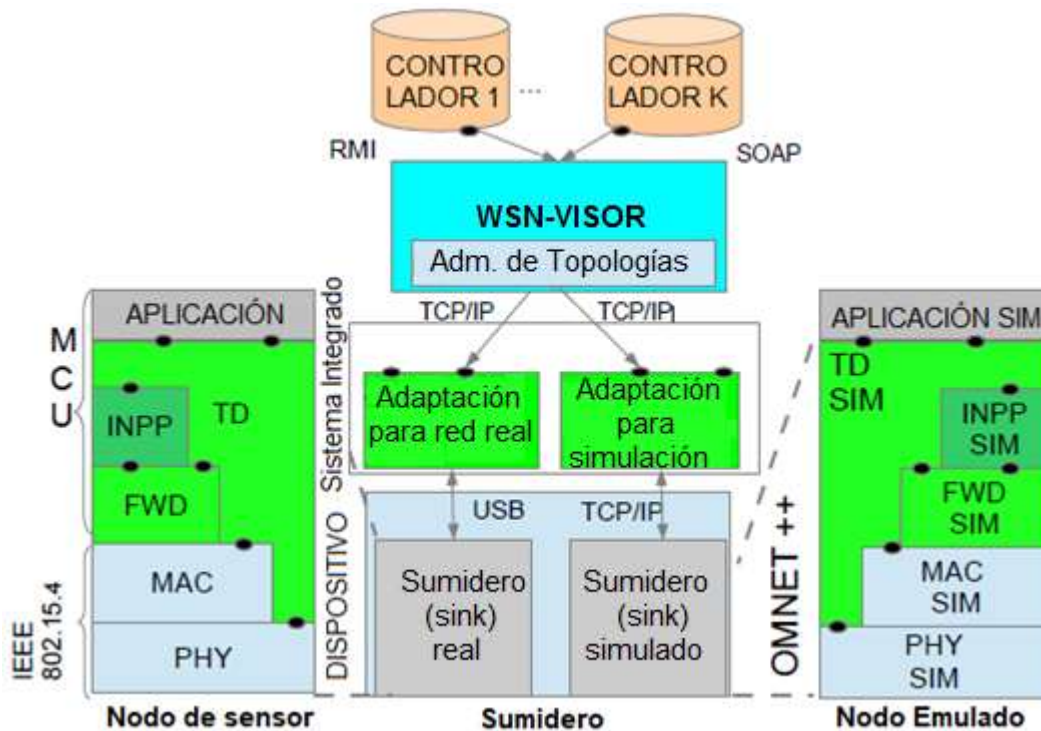 CONTRO
LADOR 1
...
CONTRO
LADOR K
RMI
SOAP
WSN-VISOR
Adm. de Topologías
TCP/IP
TCP/IP
Sistema Integrado
Adaptación
para red real
Adaptación
para
simulación
USB
TCP/IP
DISPOSITIVO
Sumidero
(sink)
real
Sumidero
(sink)
simulado
Sumidero
MCU
APLICACIÓN
TD
INPP
FWD
MAC
PHY
IEEE
802.15.4
Nodo de sensor
OMNET ++
APLICACIÓN SIM
TD
SIM
INPP
SIM
FWD
SIM
MAC
SIM
PHY
SIM
Nodo Emulado